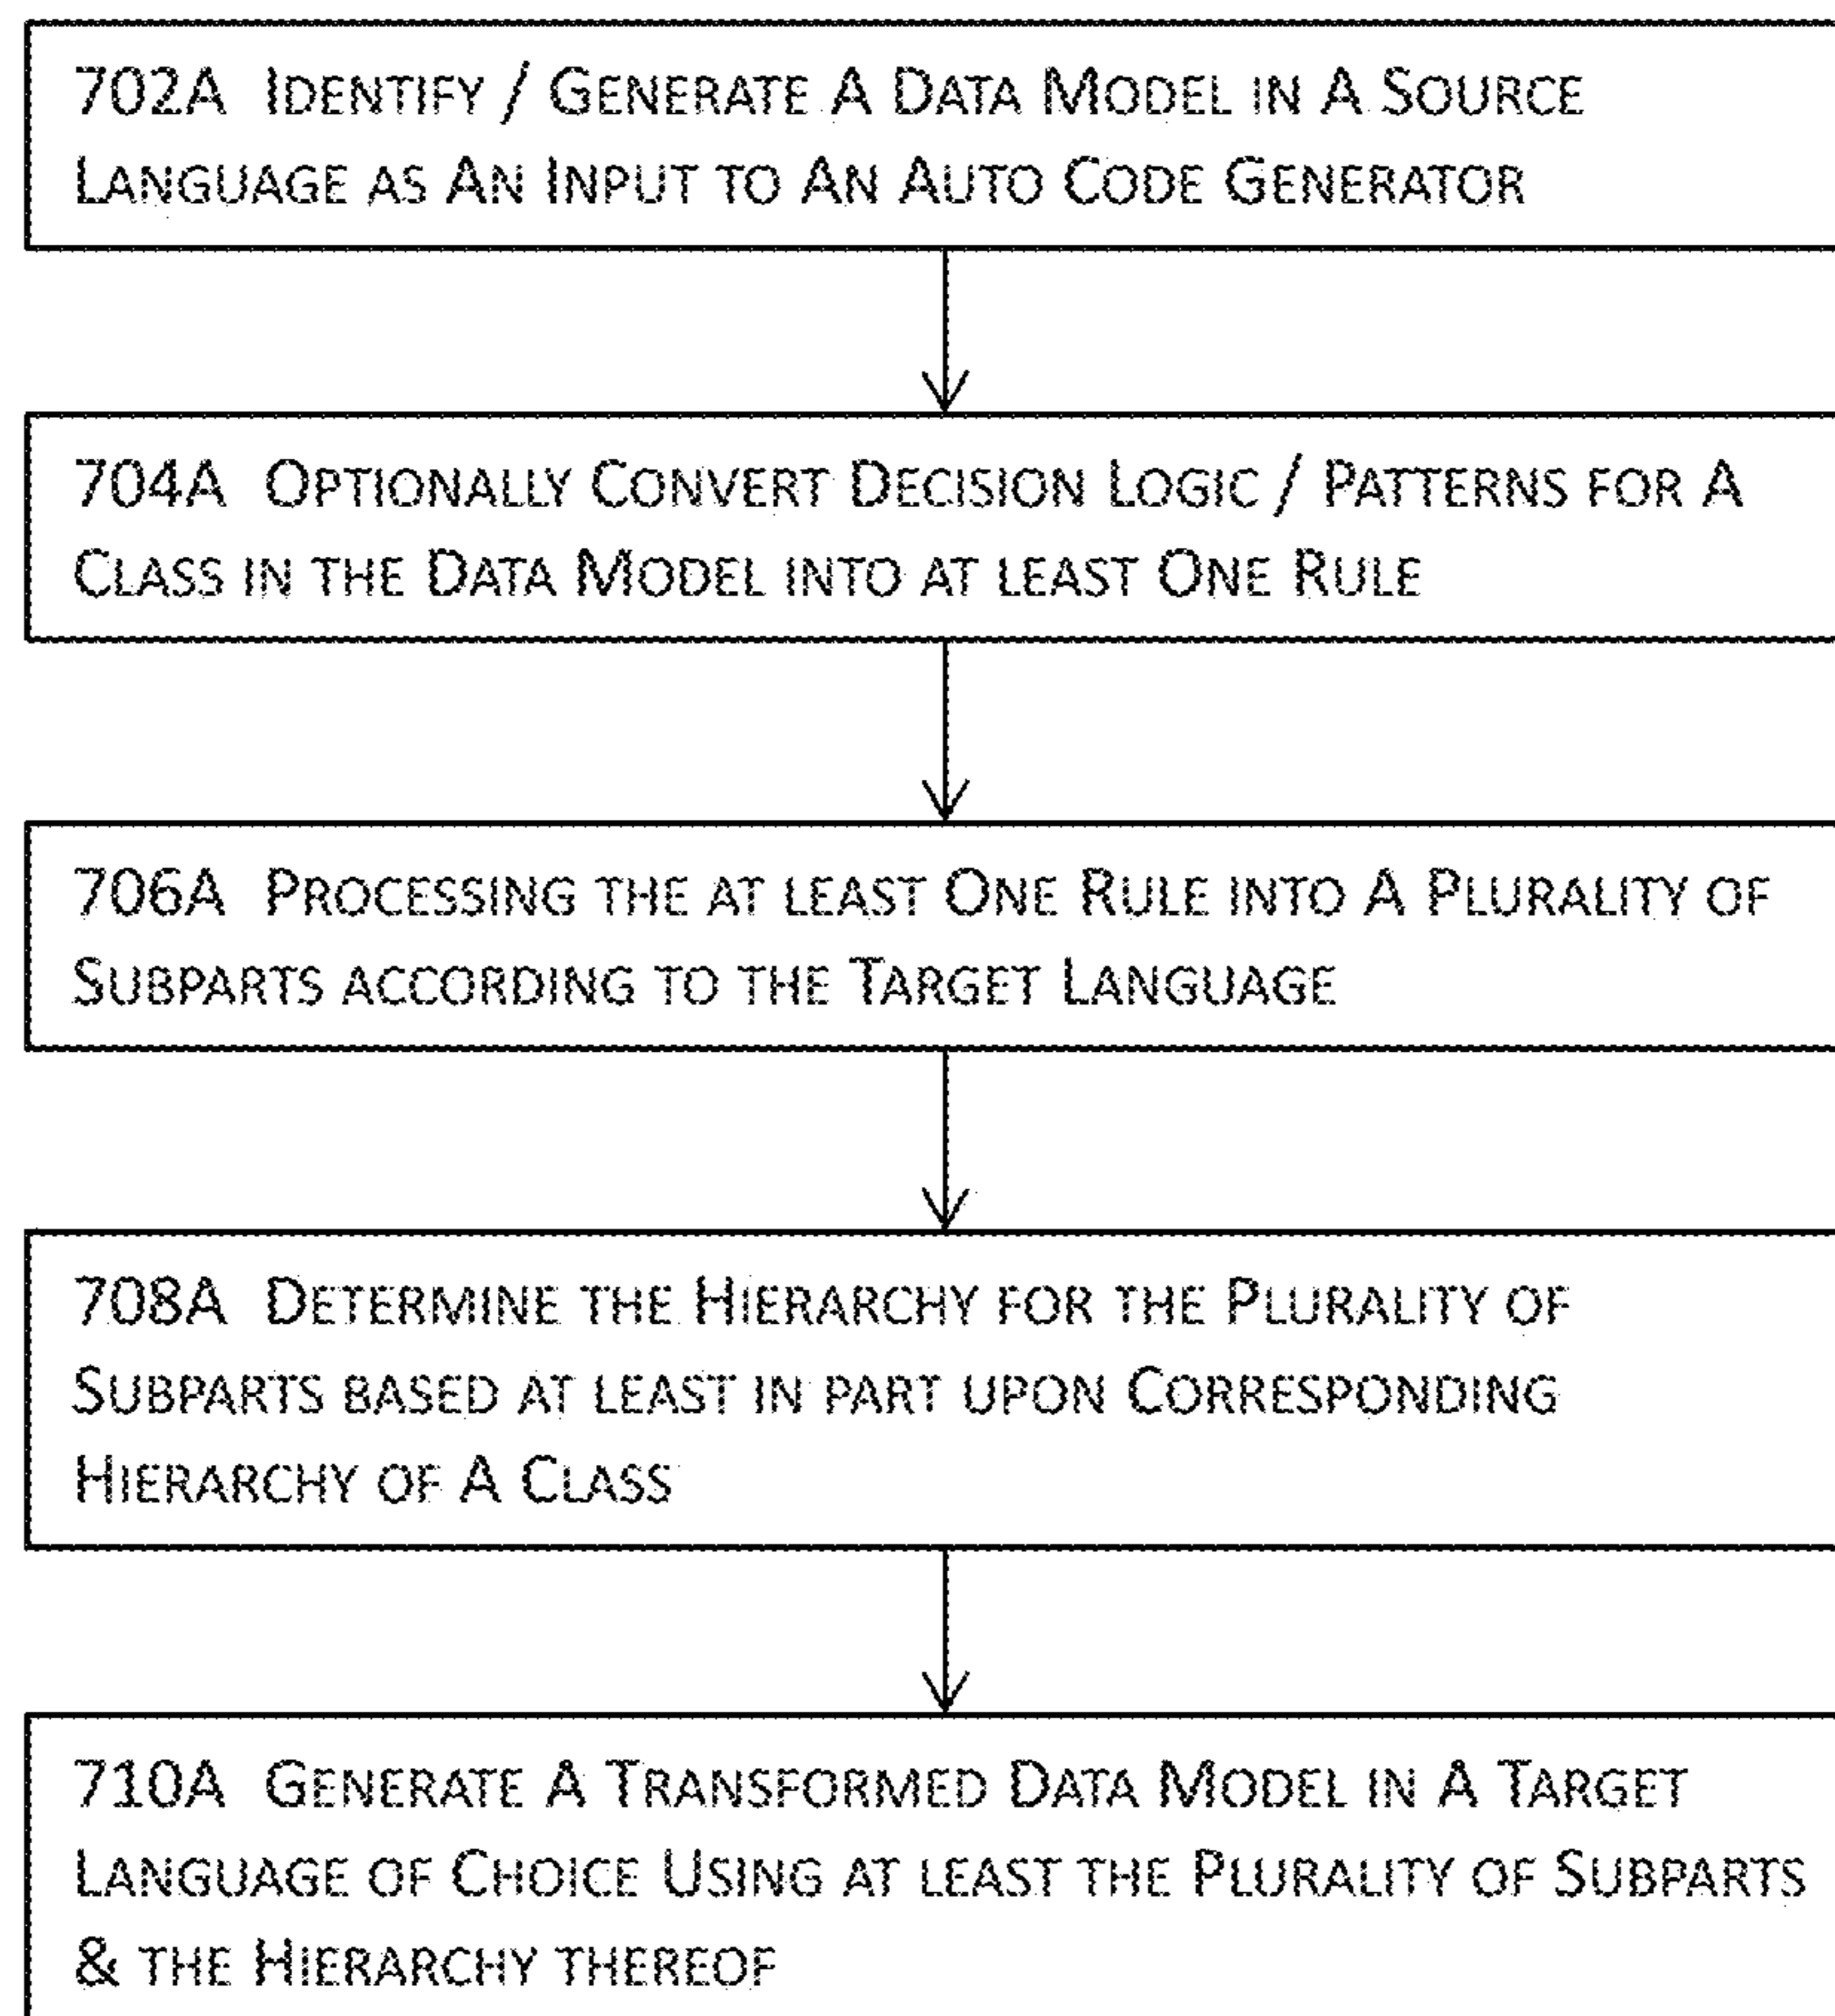 702A Identify / Generate A Data Model in A Source
Language as An Input to An Auto Code Generator
704A Optionally Convert Decision Logic / Patterns for A
Class in the Data Model into at least One Rule
706A Processing the at least One Rule into A Plurality of
Subparts according to the Target Language
708A Determine the Hierarchy for the Plurality of
Subparts based at least in part upon Corresponding
Hierarchy of A Class
710A Generate A Transformed Data Model in A Target
Language of Choice Using at least the Plurality of Subparts
& the Hierarchy thereof